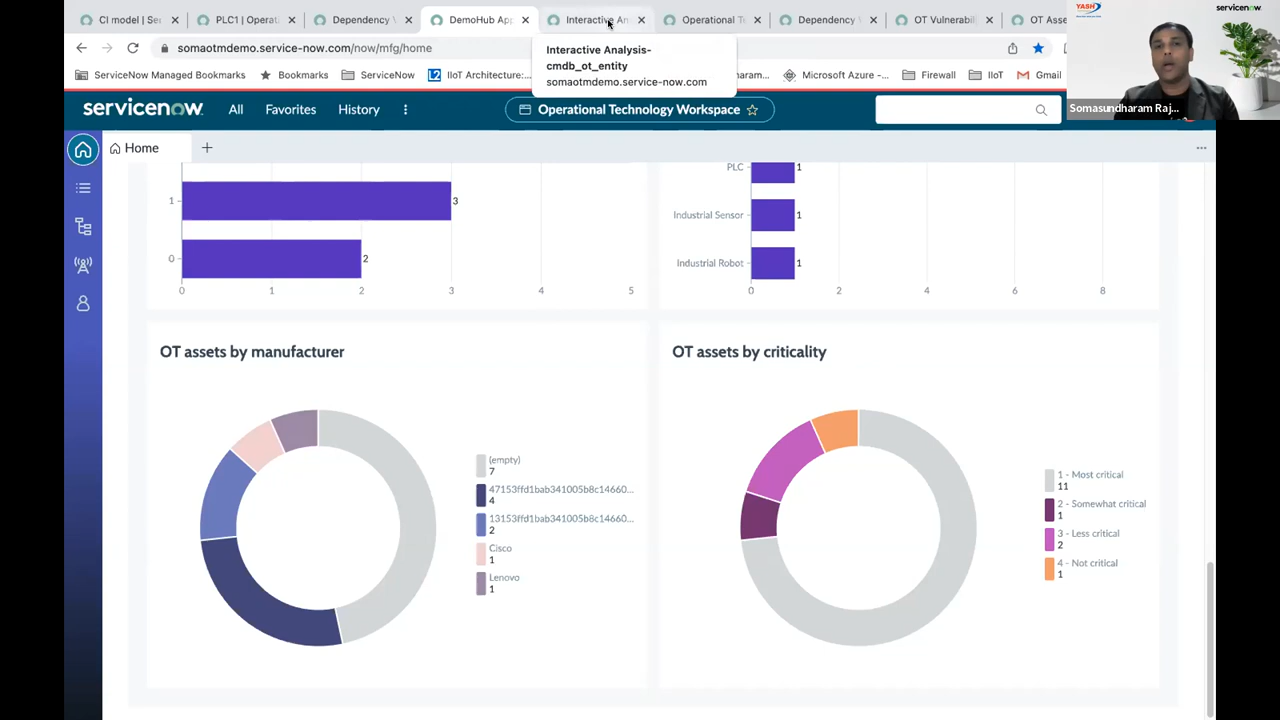 CI model | Se
PLC1 | Operat
Dependency V
DemoHub App
Interactive An
Operational Te
Dependency V
OT Vulnerabil
OT Asse
YASH
servicenow
somaotmdemo.service-now.com/now/mfg/home
Interactive Analysis-
cmdb_ot_entity
somaotmdemo.service-now.com
ServiceNow Managed Bookmarks
Bookmarks
ServiceNow
IIoT Architecture:...
ram...
Microsoft Azure -...
Firewall
IIoT
Gmail
Somasundharam Raj...
servicenow
All
Favorites
History
Operational Technology Workspace
Home
1
3
0
2
0 1 2 3 4 5
PLC
1
Industrial Sensor
1
Industrial Robot
1
0 2 4 6 8
OT assets by manufacturer
(empty)
7
47153ffd1bab341005b8c14660...
4
13153ffd1bab341005b8c14660...
2
Cisco
1
Lenovo
1
OT assets by criticality
1 - Most critical
11
2 - Somewhat critical
1
3 - Less critical
2
4 - Not critical
1